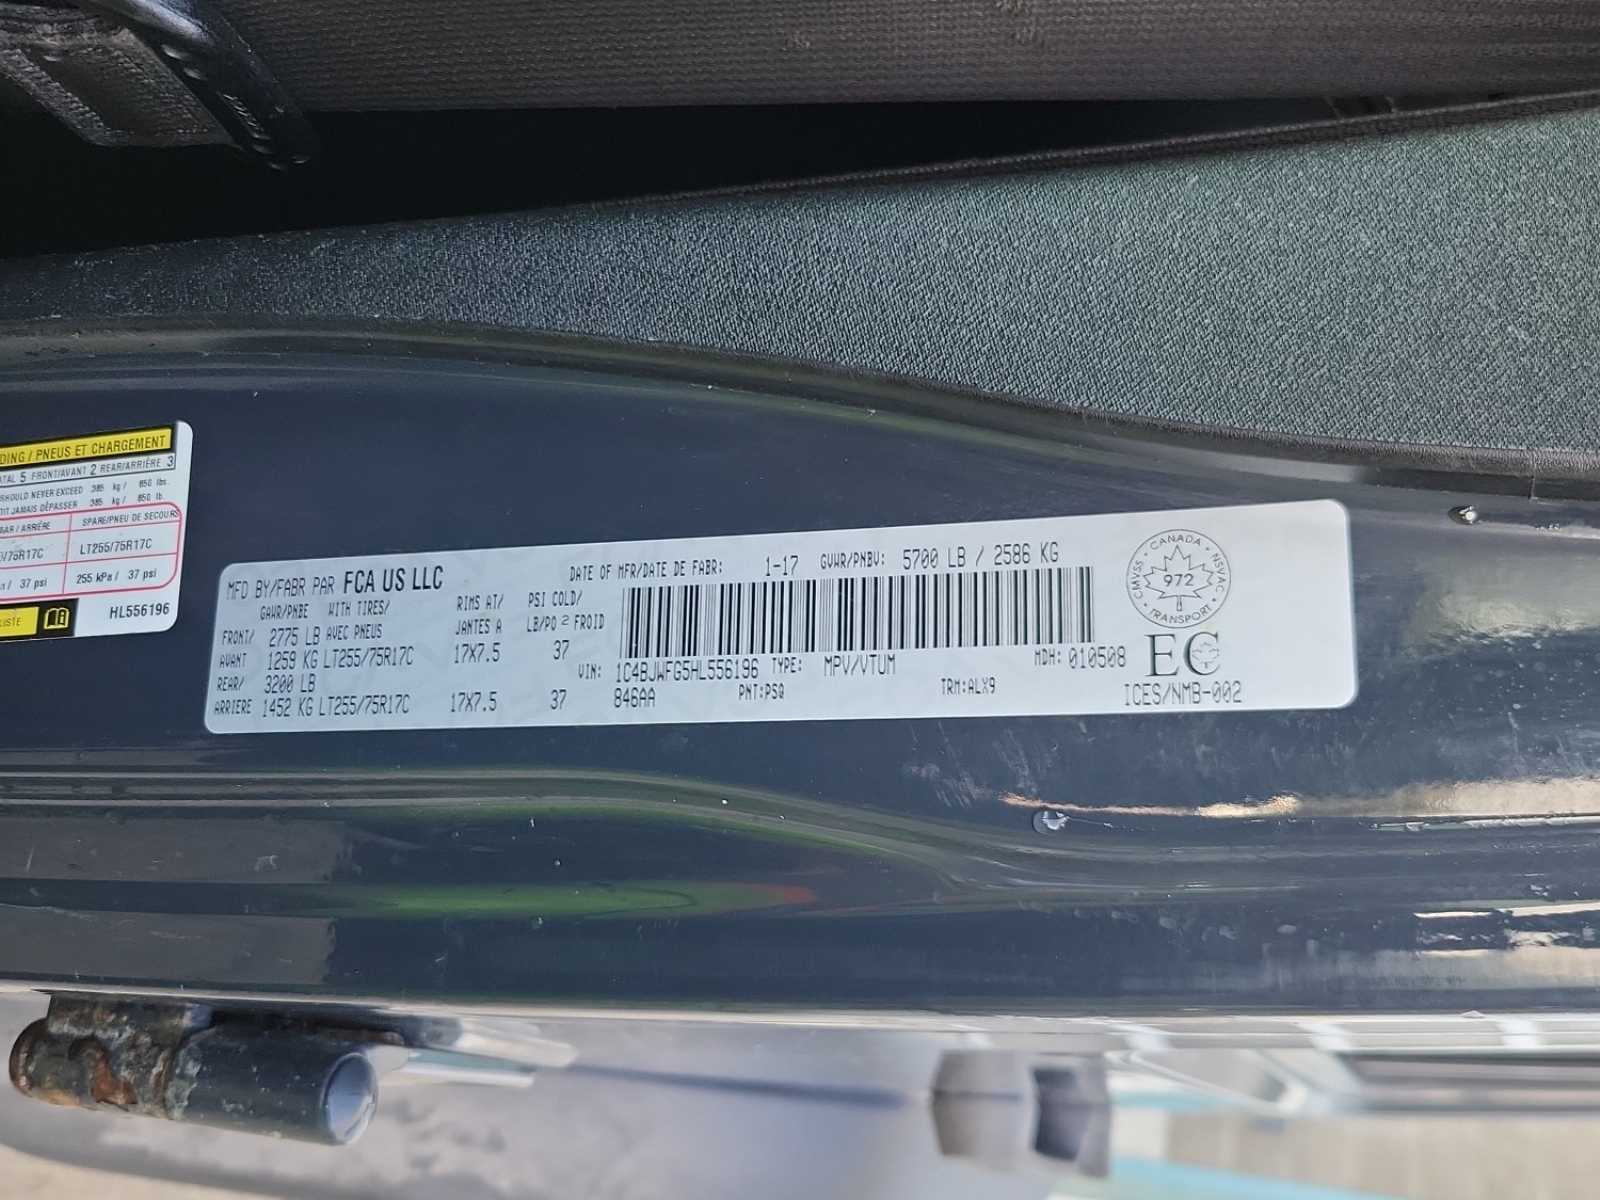 DING / PNEUS ET CHARGEMENT
TAL 5 FRONT/AVANT 2 REAR/ARRIÈRE 3
SHOULD NEVER EXCEED 385 kg / 850 lbs.
IT JAMAIS DÉPASSER 385 kg / 850 lb.
AR / ARRIÈRE SPARE/PNEU DE SECOURS
/75R17C LT255/75R17C
a / 37 psi 255 kPa / 37 psi
HL556196
MFD BY/FABR PAR FCA US LLC DATE OF MFR/DATE DE FABR: 1-17 GVWR/PNBV: 5700 LB / 2586 KG
GAWR/PNBE WITH TIRES/ RIMS AT/ PSI COLD/
FRONT/ 2775 LB AVEC PNEUS JANTES A LB/PO 2 FROID
AVANT 1259 KG LT255/75R17C 17X7.5 37
REAR/ 3200 LB
ARRIERE 1452 KG LT255/75R17C 17X7.5 37
VIN: 1C4BJWFG5HL556196 TYPE: MPV/VTUM MDH: 010508
846AA PNT:PSQ TRM:ALX9
CANADA
CMVSS 972 NSVAC
TRANSPORT
EC
ICES/NMB-002